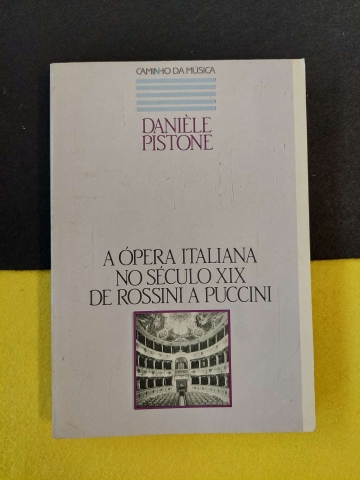 CAMINHO DA MÚSICA
DANIÈLE
PISTONE
A ÓPERA ITALIANA
NO SÉCULO XIX
DE ROSSINI A PUCCINI